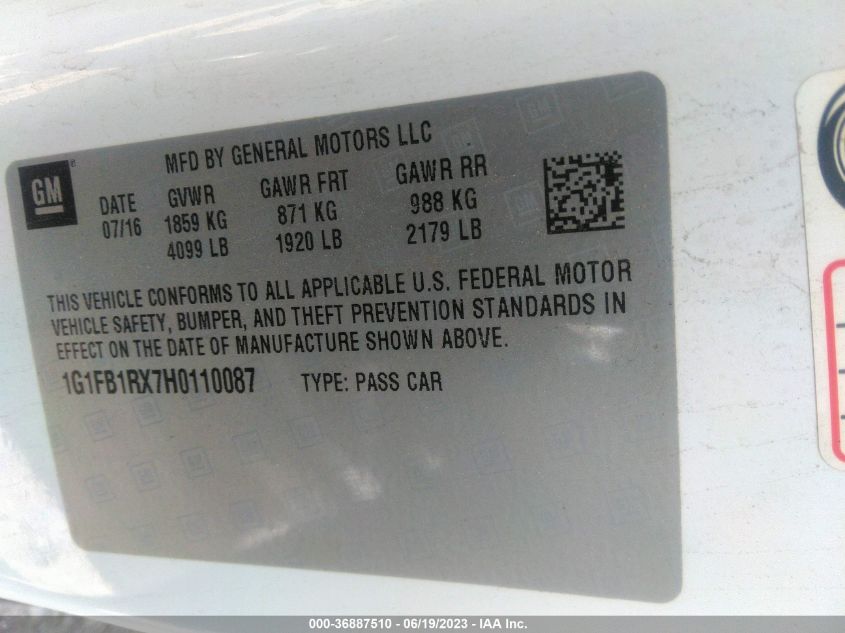 MFD BY GENERAL MOTORS LLC
GM
DATE GVWR GAWR FRT GAWR RR
07/16 1859 KG 871 KG 988 KG
4099 LB 1920 LB 2179 LB
THIS VEHICLE CONFORMS TO ALL APPLICABLE U.S. FEDERAL MOTOR
VEHICLE SAFETY, BUMPER, AND THEFT PREVENTION STANDARDS IN
EFFECT ON THE DATE OF MANUFACTURE SHOWN ABOVE.
1G1FB1RX7H0110087 TYPE: PASS CAR
000-36887510 - 06/19/2023 - IAA Inc.